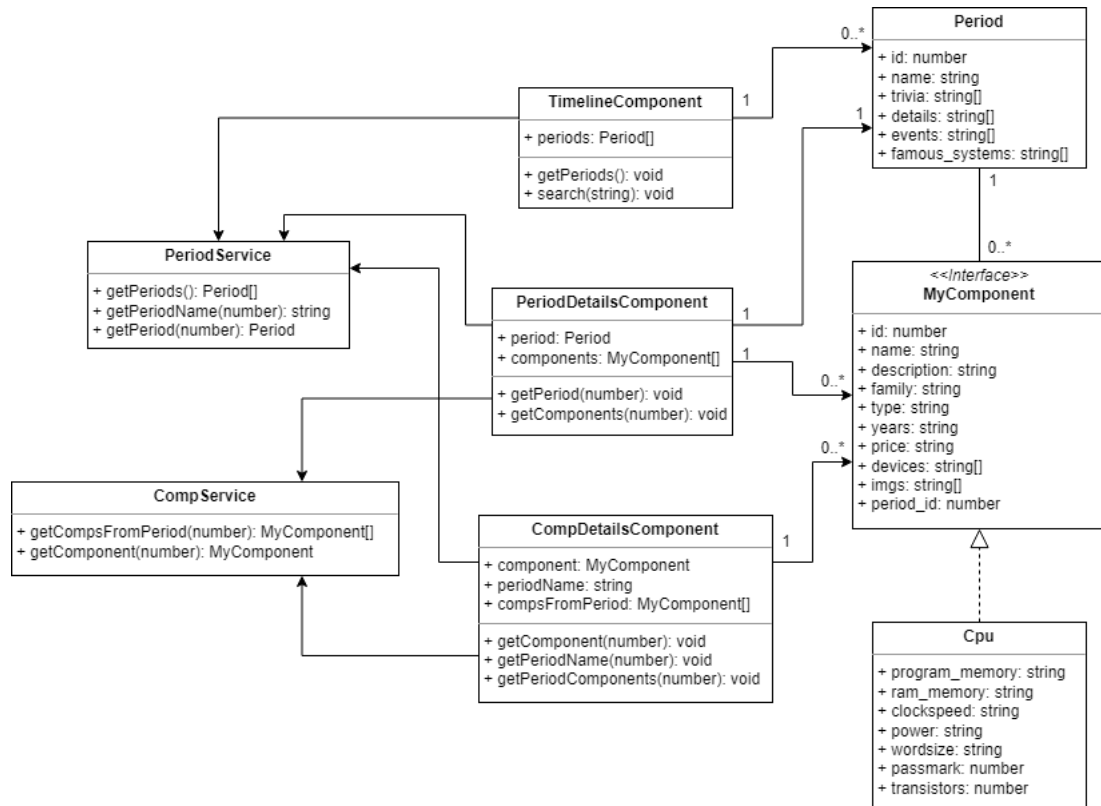 Period
+ id: number
+ name: string
+ trivia: string[]
+ details: string[]
+ events: string[]
+ famous_systems: string[]
0..*
1
1
1
0..*
TimelineComponent
+ periods: Period[]
+ getPeriods(): void
+ search(string): void
PeriodService
+ getPeriods(): Period[]
+ getPeriodName(number): string
+ getPeriod(number): Period
PeriodDetailsComponent
+ period: Period
+ components: MyComponent[]
+ getPeriod(number): void
+ getComponents(number): void
1
1
0..*
0..*
<<Interface>>
MyComponent
+ id: number
+ name: string
+ description: string
+ family: string
+ type: string
+ years: string
+ price: string
+ devices: string[]
+ imgs: string[]
+ period_id: number
CompService
+ getCompsFromPeriod(number): MyComponent[]
+ getComponent(number): MyComponent
CompDetailsComponent
+ component: MyComponent
+ periodName: string
+ compsFromPeriod: MyComponent[]
+ getComponent(number): void
+ getPeriodName(number): void
+ getPeriodComponents(number): void
1
Cpu
+ program_memory: string
+ ram_memory: string
+ clockspeed: string
+ power: string
+ wordsize: string
+ passmark: number
+ transistors: number